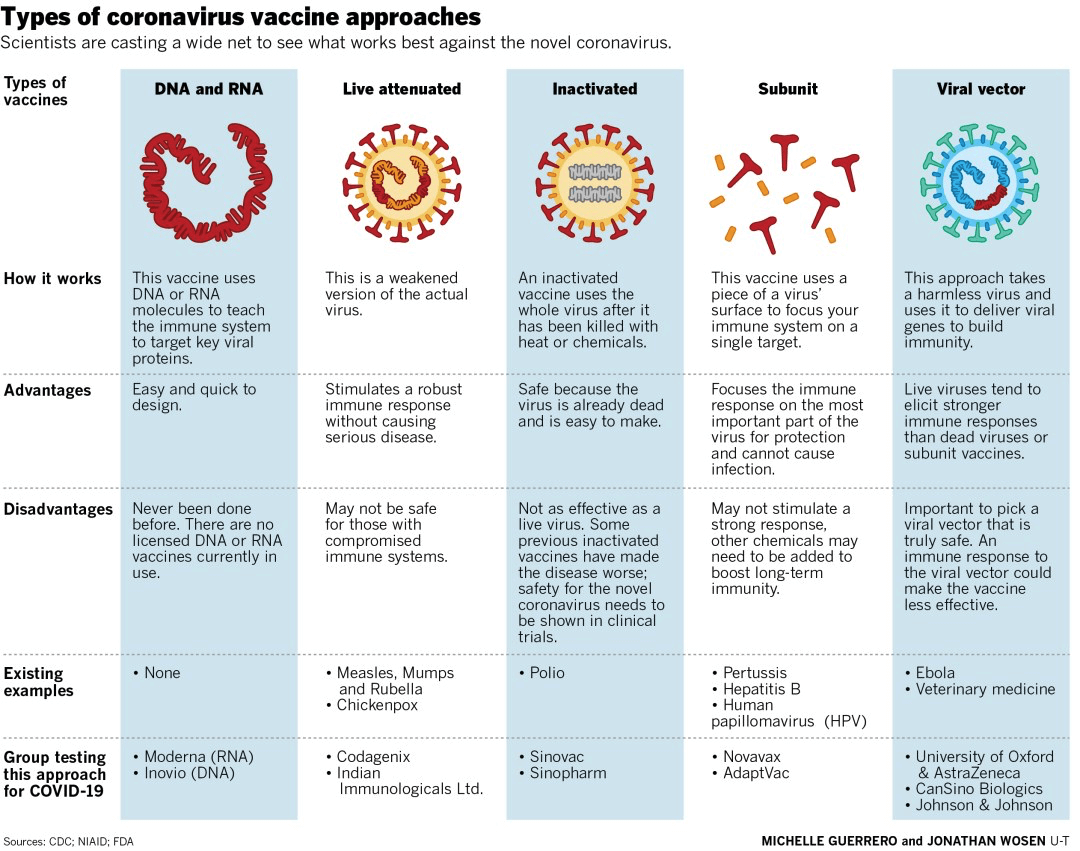 Types of coronavirus vaccine approaches
Scientists are casting a wide net to see what works best against the novel coronavirus.
Types of
vaccines
DNA and RNA
Live attenuated
Inactivated
Subunit
Viral vector
How it works
This vaccine uses
DNA or RNA
molecules to teach
the immune system
to target key viral
proteins.
This is a weakened
version of the actual
virus.
An inactivated
vaccine uses the
whole virus after it
has been killed with
heat or chemicals.
This vaccine uses a
piece of a virus’
surface to focus your
immune system on a
single target.
This approach takes
a harmless virus and
uses it to deliver viral
genes to build
immunity.
Advantages
Easy and quick to
design.
Stimulates a robust
immune response
without causing
serious disease.
Safe because the
virus is already dead
and is easy to make.
Focuses the immune
response on the most
important part of the
virus for protection
and cannot cause
infection.
Live viruses tend to
elicit stronger
immune responses
than dead viruses or
subunit vaccines.
Disadvantages
Never been done
before. There are no
licensed DNA or RNA
vaccines currently in
use.
May not be safe
for those with
compromised
immune systems.
Not as effective as a
live virus. Some
previous inactivated
vaccines have made
the disease worse;
safety for the novel
coronavirus needs to
be shown in clinical
trials.
May not stimulate a
strong response,
other chemicals may
need to be added to
boost long-term
immunity.
Important to pick a
viral vector that is
truly safe. An
immune response to
the viral vector could
make the vaccine
less effective.
Existing
examples
• None
• Measles, Mumps
and Rubella
• Chickenpox
• Polio
• Pertussis
• Hepatitis B
• Human
papillomavirus (HPV)
• Ebola
• Veterinary medicine
Group testing
this approach
for COVID-19
• Moderna (RNA)
• Inovio (DNA)
• Codagenix
• Indian
Immunologicals Ltd.
• Sinovac
• Sinopharm
• Novavax
• AdaptVac
• University of Oxford
& AstraZeneca
• CanSino Biologics
• Johnson & Johnson
Sources: CDC; NIAID; FDA
MICHELLE GUERRERO and JONATHAN WOSEN U-T